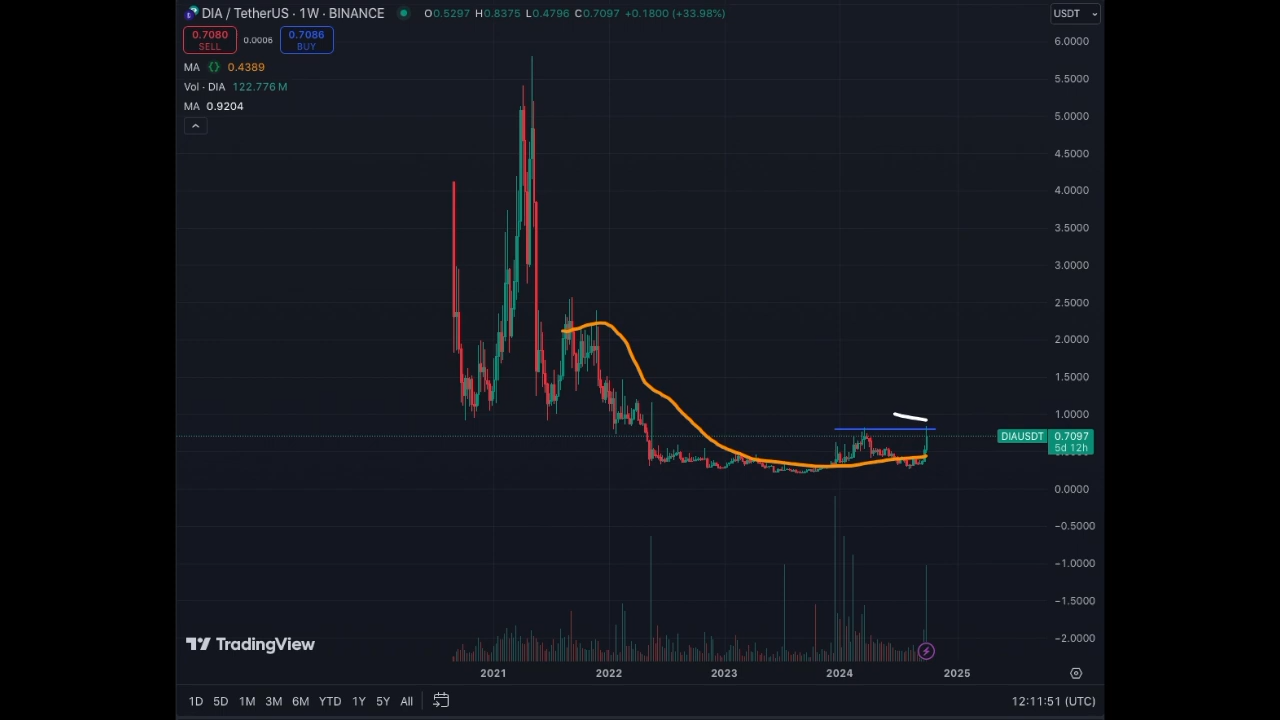 DIA / TetherUS · 1W · BINANCE O0.5297 H0.8375 L0.4796 C0.7097 +0.1800 (+33.98%)
USDT
0.7080 0.0006 0.7086
SELL BUY
MA {} 0.4389
Vol · DIA 122.776 M
MA 0.9204
6.0000
5.5000
5.0000
4.5000
4.0000
3.5000
3.0000
2.5000
2.0000
1.5000
1.0000
DIAUSDT 0.7097
5d 12h
0.0000
−0.5000
−1.0000
−1.5000
−2.0000
TradingView
2021 2022 2023 2024 2025
1D 5D 1M 3M 6M YTD 1Y 5Y All 12:11:51 (UTC)